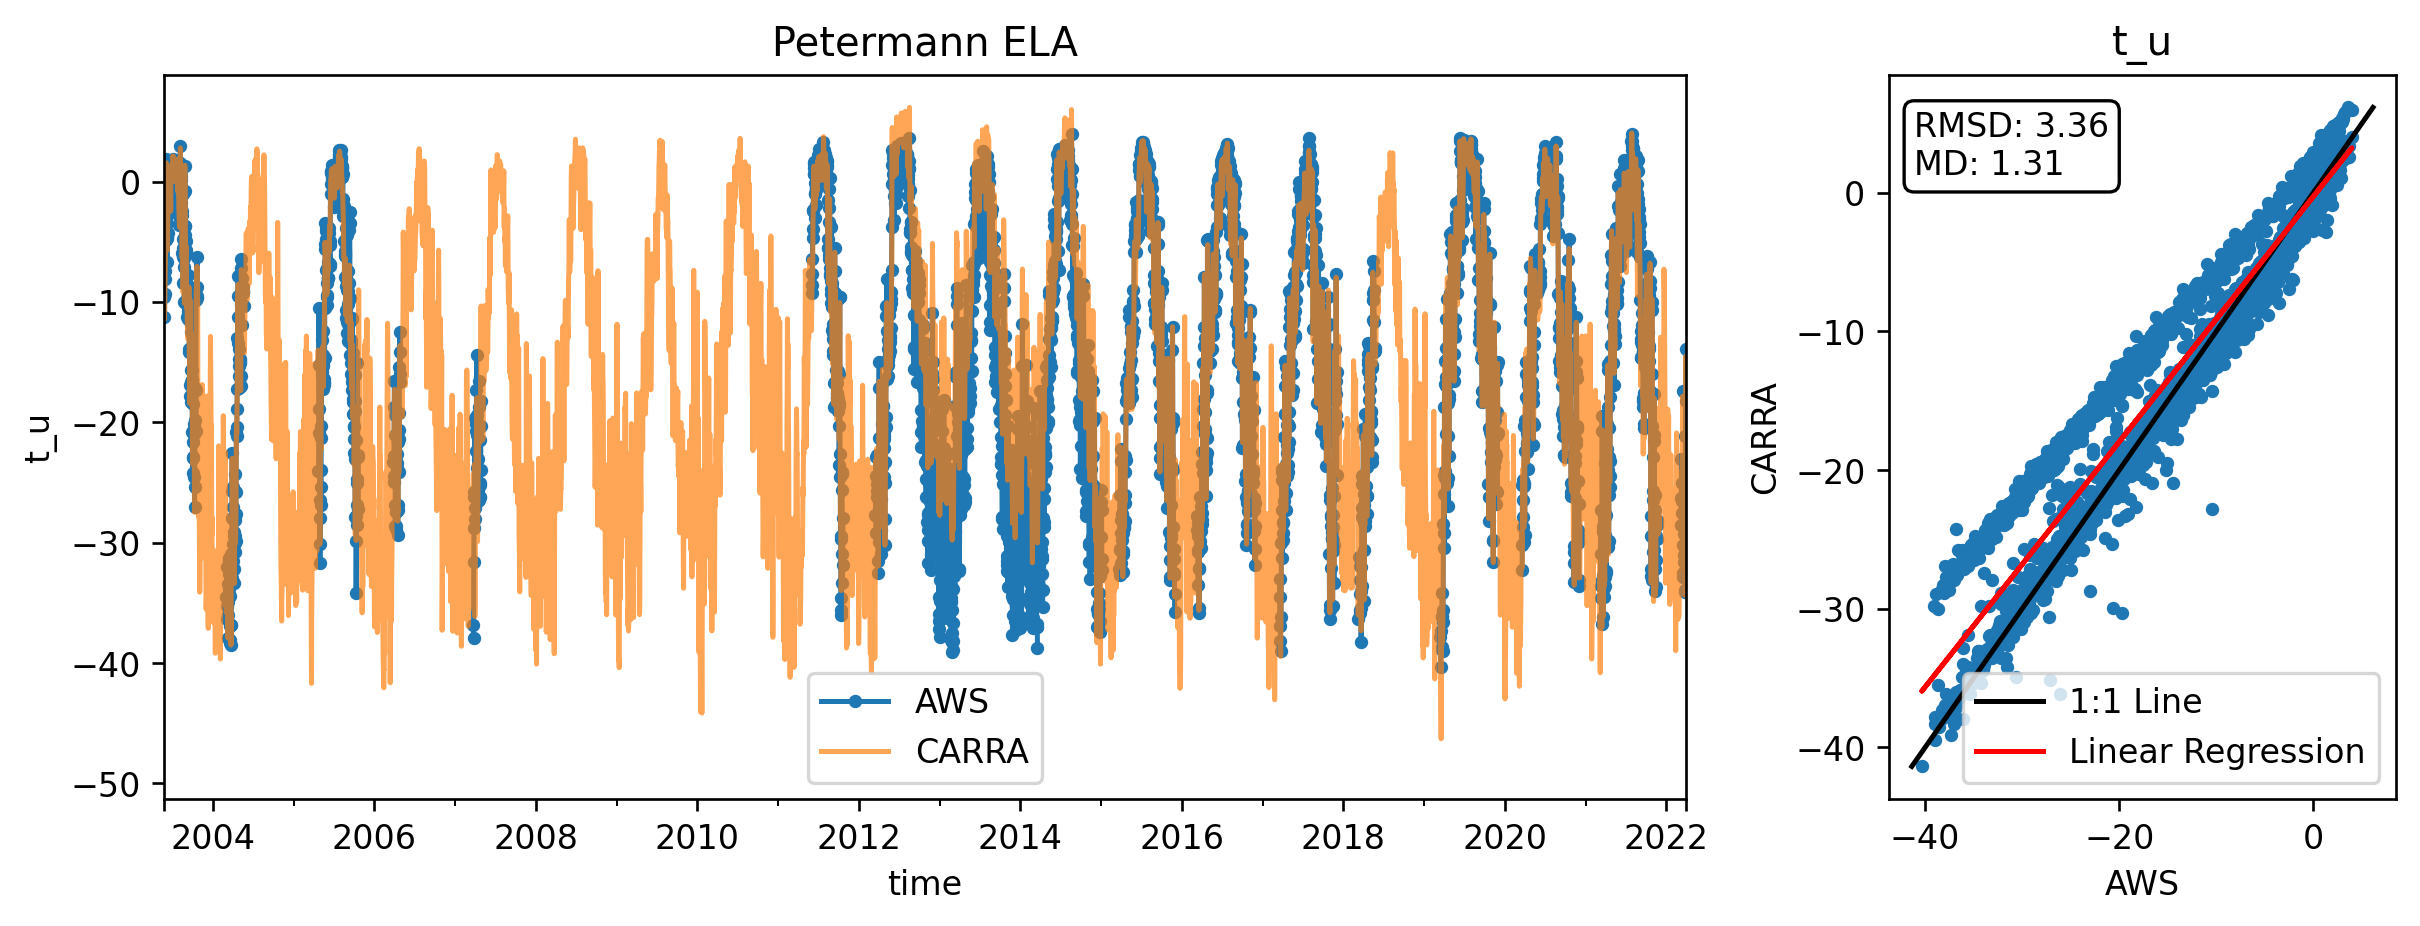 Petermann ELA
t_u
0
−10
−20
−30
−40
−50
2004 2006 2008 2010 2012 2014 2016 2018 2020 2022
time
AWS
CARRA
t_u
RMSD: 3.36
MD: 1.31
CARRA
0
−10
−20
−30
−40
−40 −20 0
AWS
1:1 Line
Linear Regression